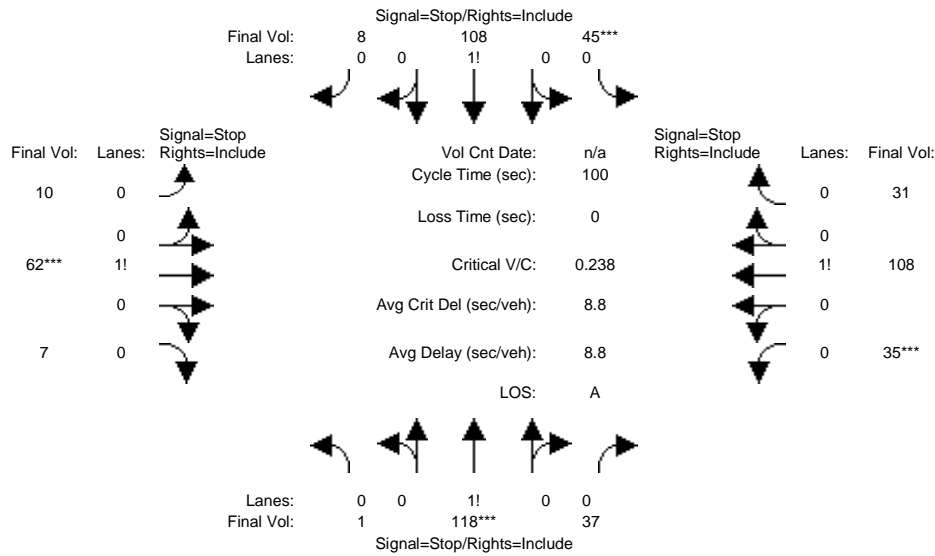 Signal=Stop/Rights=Include
Final Vol: 8 108 45***
Lanes: 0 0 1! 0 0
Signal=Stop Signal=Stop
Final Vol: Lanes: Rights=Include Vol Cnt Date: n/a Rights=Include Lanes: Final Vol:
Cycle Time (sec): 100
10 0 0 31
Loss Time (sec): 0
0 0
62*** 1! Critical V/C: 0.238 1! 108
0 Avg Crit Del (sec/veh): 8.8 0
7 0 Avg Delay (sec/veh): 8.8 0 35***
LOS: A
Lanes: 0 0 1! 0 0
Final Vol: 1 118*** 37
Signal=Stop/Rights=Include